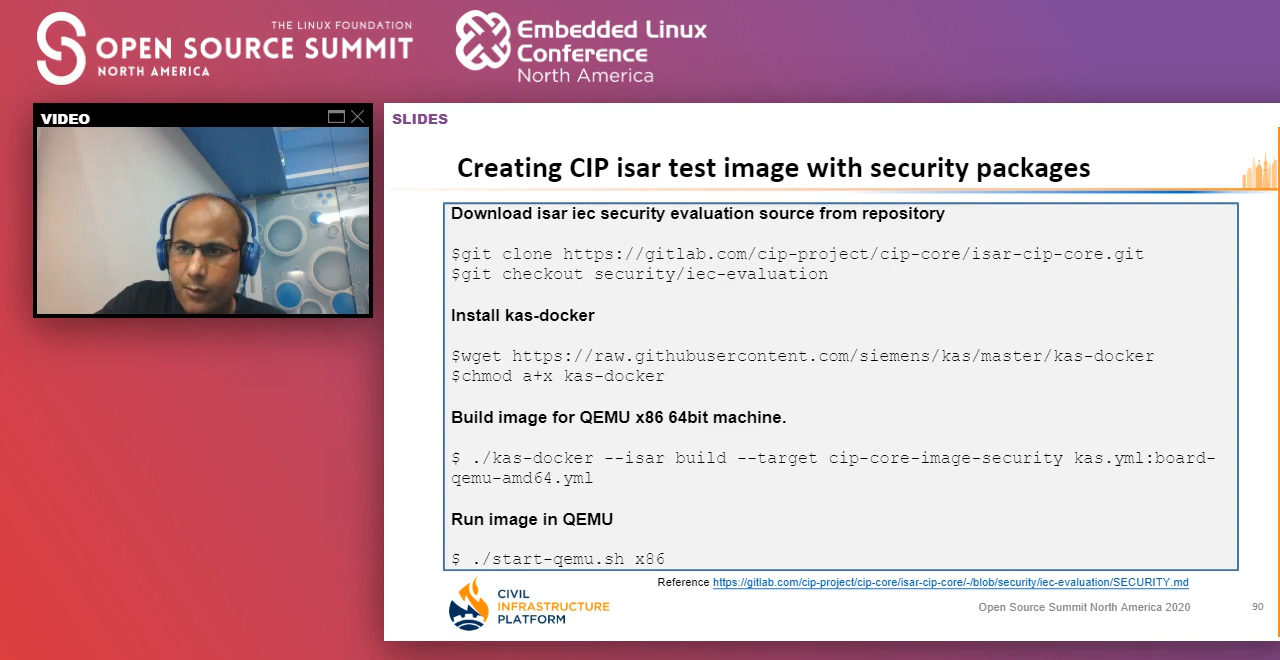 THE LINUX FOUNDATION
OPEN SOURCE SUMMIT
NORTH AMERICA
Embedded Linux
Conference
North America
VIDEO
SLIDES
Creating CIP isar test image with security packages
Download isar iec security evaluation source from repository
$git clone https://gitlab.com/cip-project/cip-core/isar-cip-core.git
$git checkout security/iec-evaluation
Install kas-docker
$wget https://raw.githubusercontent.com/siemens/kas/master/kas-docker
$chmod a+x kas-docker
Build image for QEMU x86 64bit machine.
$ ./kas-docker --isar build --target cip-core-image-security kas.yml:board-
qemu-amd64.yml
Run image in QEMU
$ ./start-qemu.sh x86
Reference https://gitlab.com/cip-project/cip-core/isar-cip-core/-/blob/security/iec-evaluation/SECURITY.md
CIVIL
INFRASTRUCTURE
PLATFORM
Open Source Summit North America 2020
90